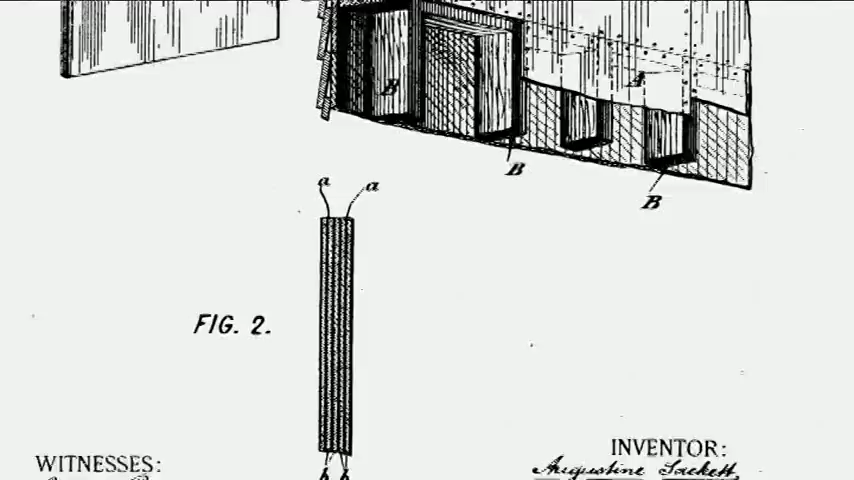 B
A
B
B
a a
FIG. 2.
b b
INVENTOR:
WITNESSES:
Augustine Sackett